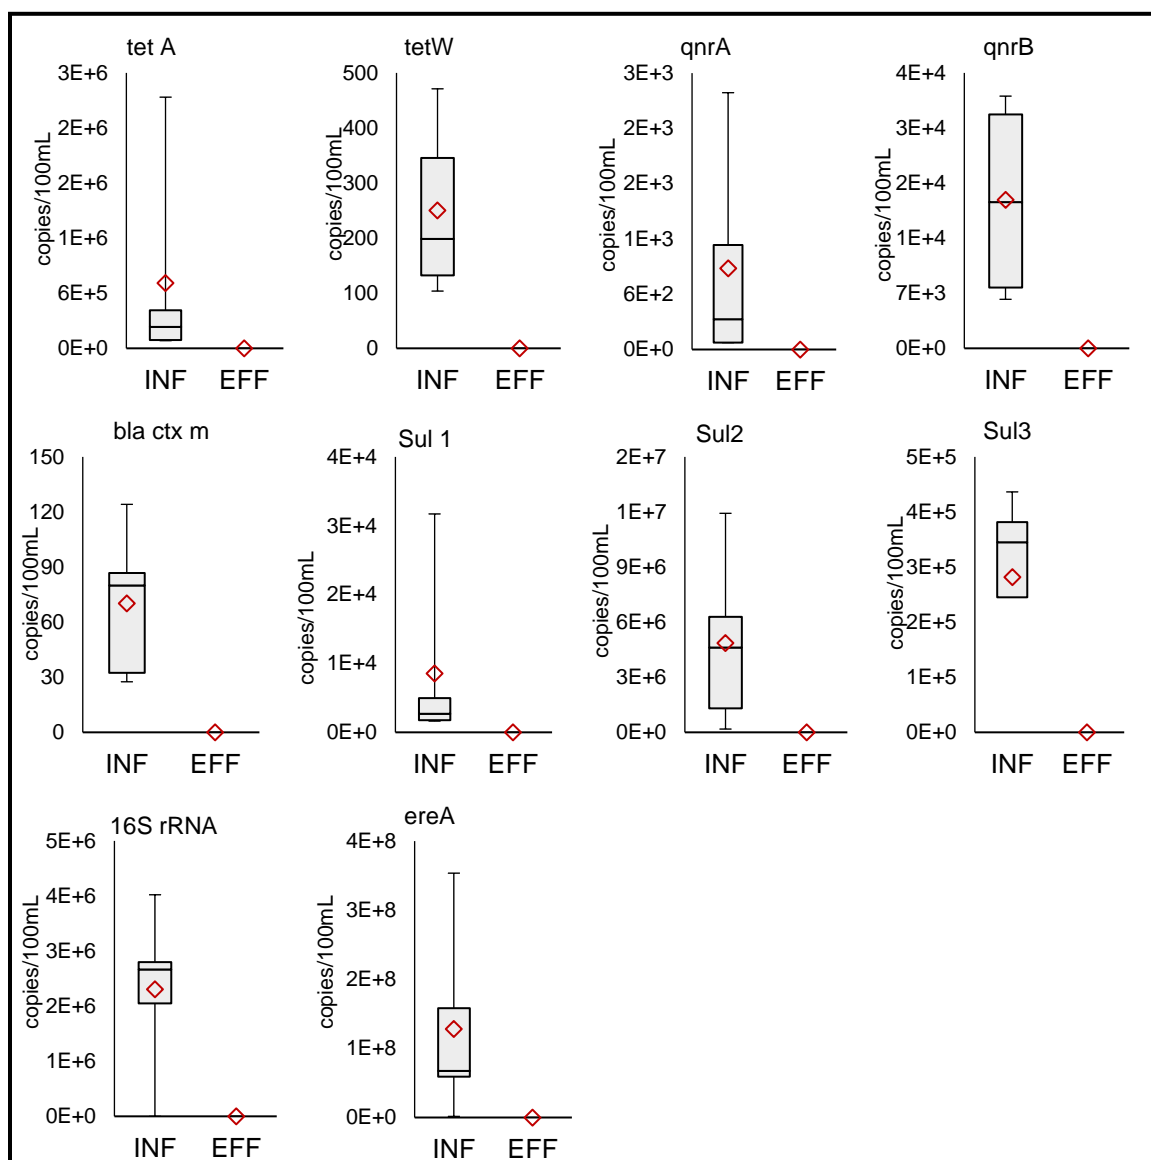 tet A
copies/100mL
3E+6
2E+6
2E+6
1E+6
6E+5
0E+0
INF EFF
tetW
copies/100mL
500
400
300
200
100
0
INF EFF
qnrA
copies/100mL
3E+3
2E+3
2E+3
1E+3
6E+2
0E+0
INF EFF
qnrB
copies/100mL
4E+4
3E+4
2E+4
1E+4
7E+3
0E+0
INF EFF
bla ctx m
copies/100mL
150
120
90
60
30
0
INF EFF
Sul 1
copies/100mL
4E+4
3E+4
2E+4
1E+4
0E+0
INF EFF
Sul2
copies/100mL
2E+7
1E+7
9E+6
6E+6
3E+6
0E+0
INF EFF
Sul3
copies/100mL
5E+5
4E+5
3E+5
2E+5
1E+5
0E+0
INF EFF
16S rRNA
copies/100mL
5E+6
4E+6
3E+6
2E+6
1E+6
0E+0
INF EFF
ereA
copies/100mL
4E+8
3E+8
2E+8
1E+8
0E+0
INF EFF